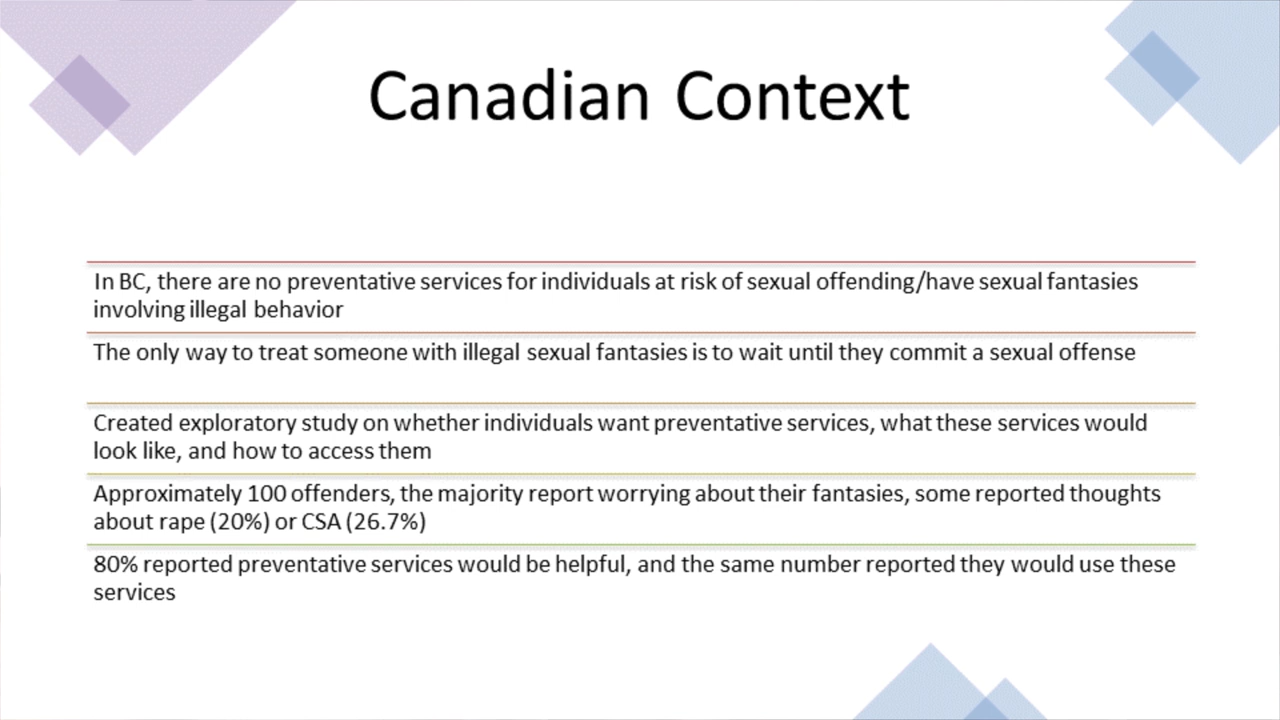 Canadian Context
In BC, there are no preventative services for individuals at risk of sexual offending/have sexual fantasies
involving illegal behavior
The only way to treat someone with illegal sexual fantasies is to wait until they commit a sexual offense
Created exploratory study on whether individuals want preventative services, what these services would
look like, and how to access them
Approximately 100 offenders, the majority report worrying about their fantasies, some reported thoughts
about rape (20%) or CSA (26.7%)
80% reported preventative services would be helpful, and the same number reported they would use these
services